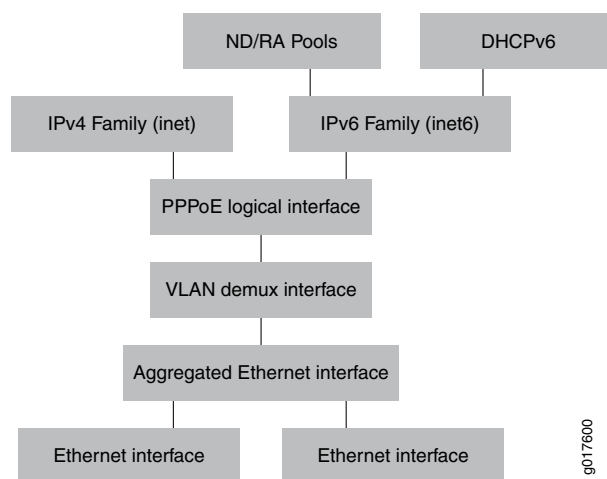 ND/RA Pools
DHCPv6
IPv4 Family (inet)
IPv6 Family (inet6)
PPPoE logical interface
VLAN demux interface
Aggregated Ethernet interface
Ethernet interface
Ethernet interface
g017600